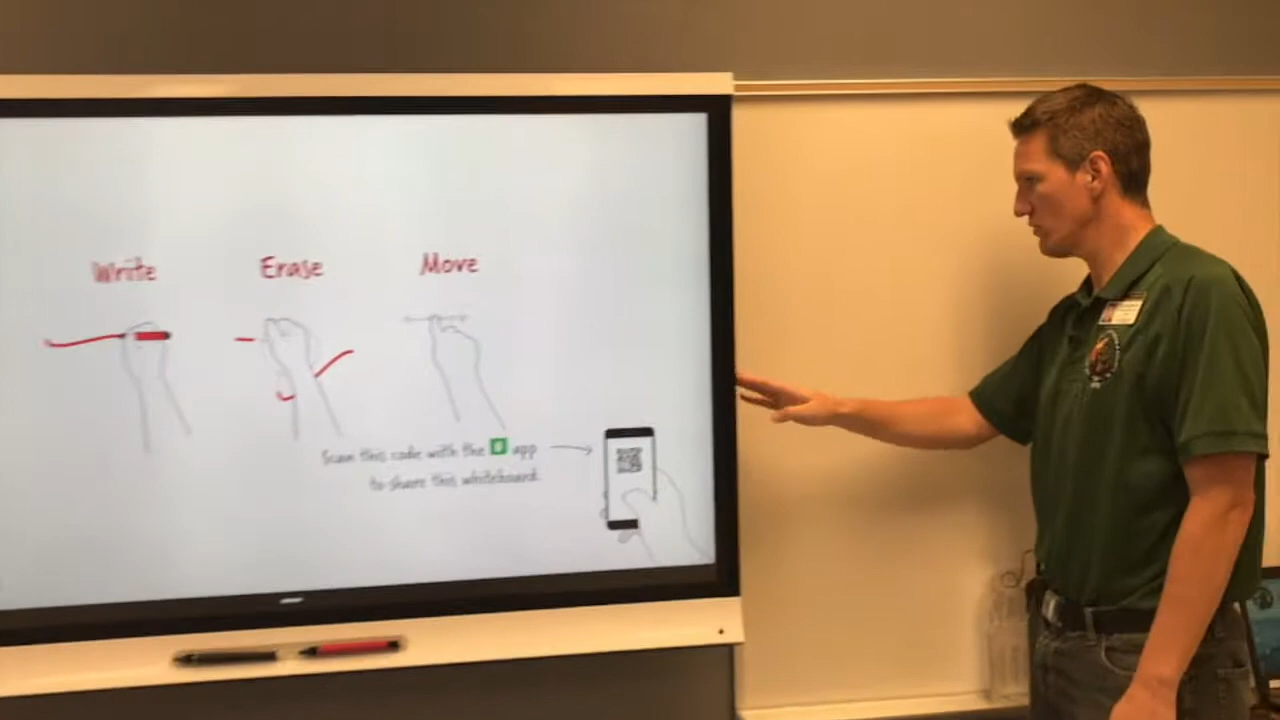 Write Erase Move
Scan this code with the app
to share this whiteboard.